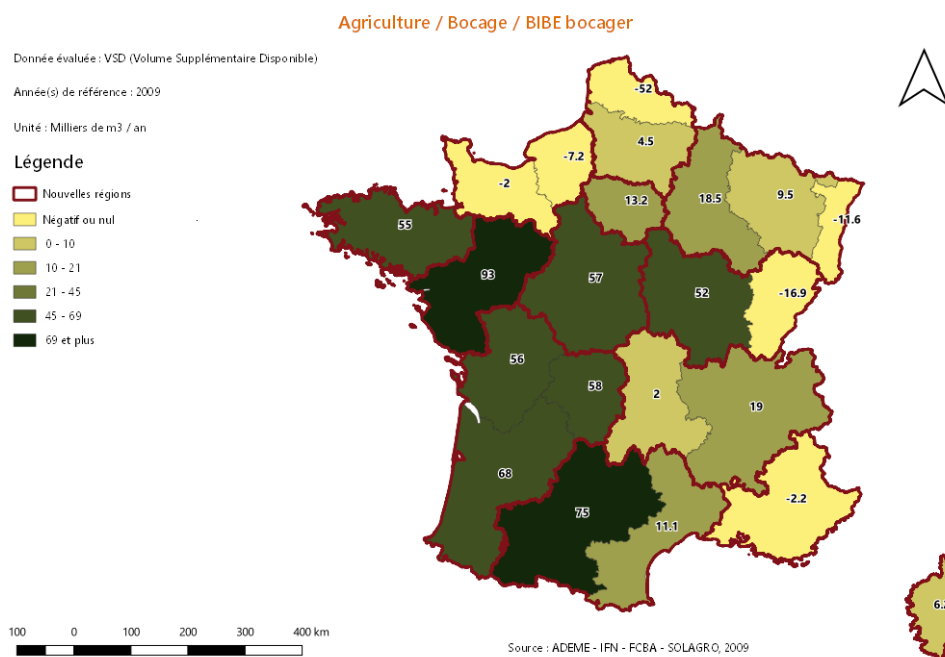 Agriculture / Bocage / BIBE bocager
Donnée évaluée : VSD (Volume Supplémentaire Disponible)
Année(s) de référence : 2009
Unité : Milliers de m3 / an
Légende
Nouvelles régions
Négatif ou nul
0 - 10
10 - 21
21 - 45
45 - 69
69 et plus
-52
4.5
-7.2
-2
13.2
18.5
9.5
-11.6
55
93
57
52
-16.9
56
58
2
19
68
75
11.1
-2.2
100 0 100 200 300 400 km
Source : ADEME - IFN - FCBA - SOLAGRO, 2009